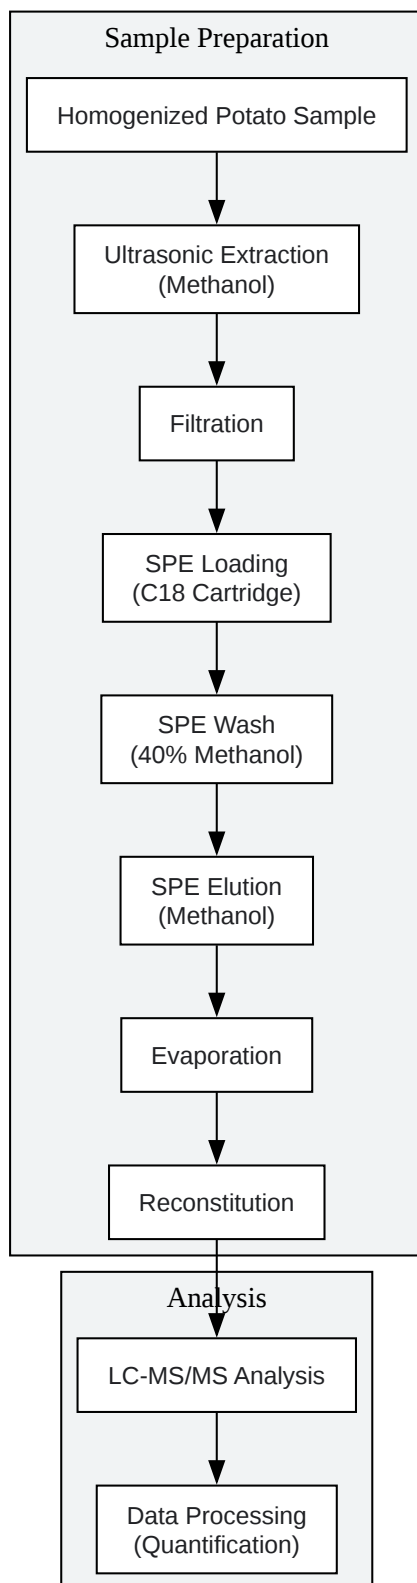 Sample Preparation
Homogenized Potato Sample
Ultrasonic Extraction
(Methanol)
Filtration
SPE Loading
(C18 Cartridge)
SPE Wash
(40% Methanol)
SPE Elution
(Methanol)
Evaporation
Reconstitution
Analysis
LC-MS/MS Analysis
Data Processing
(Quantification)